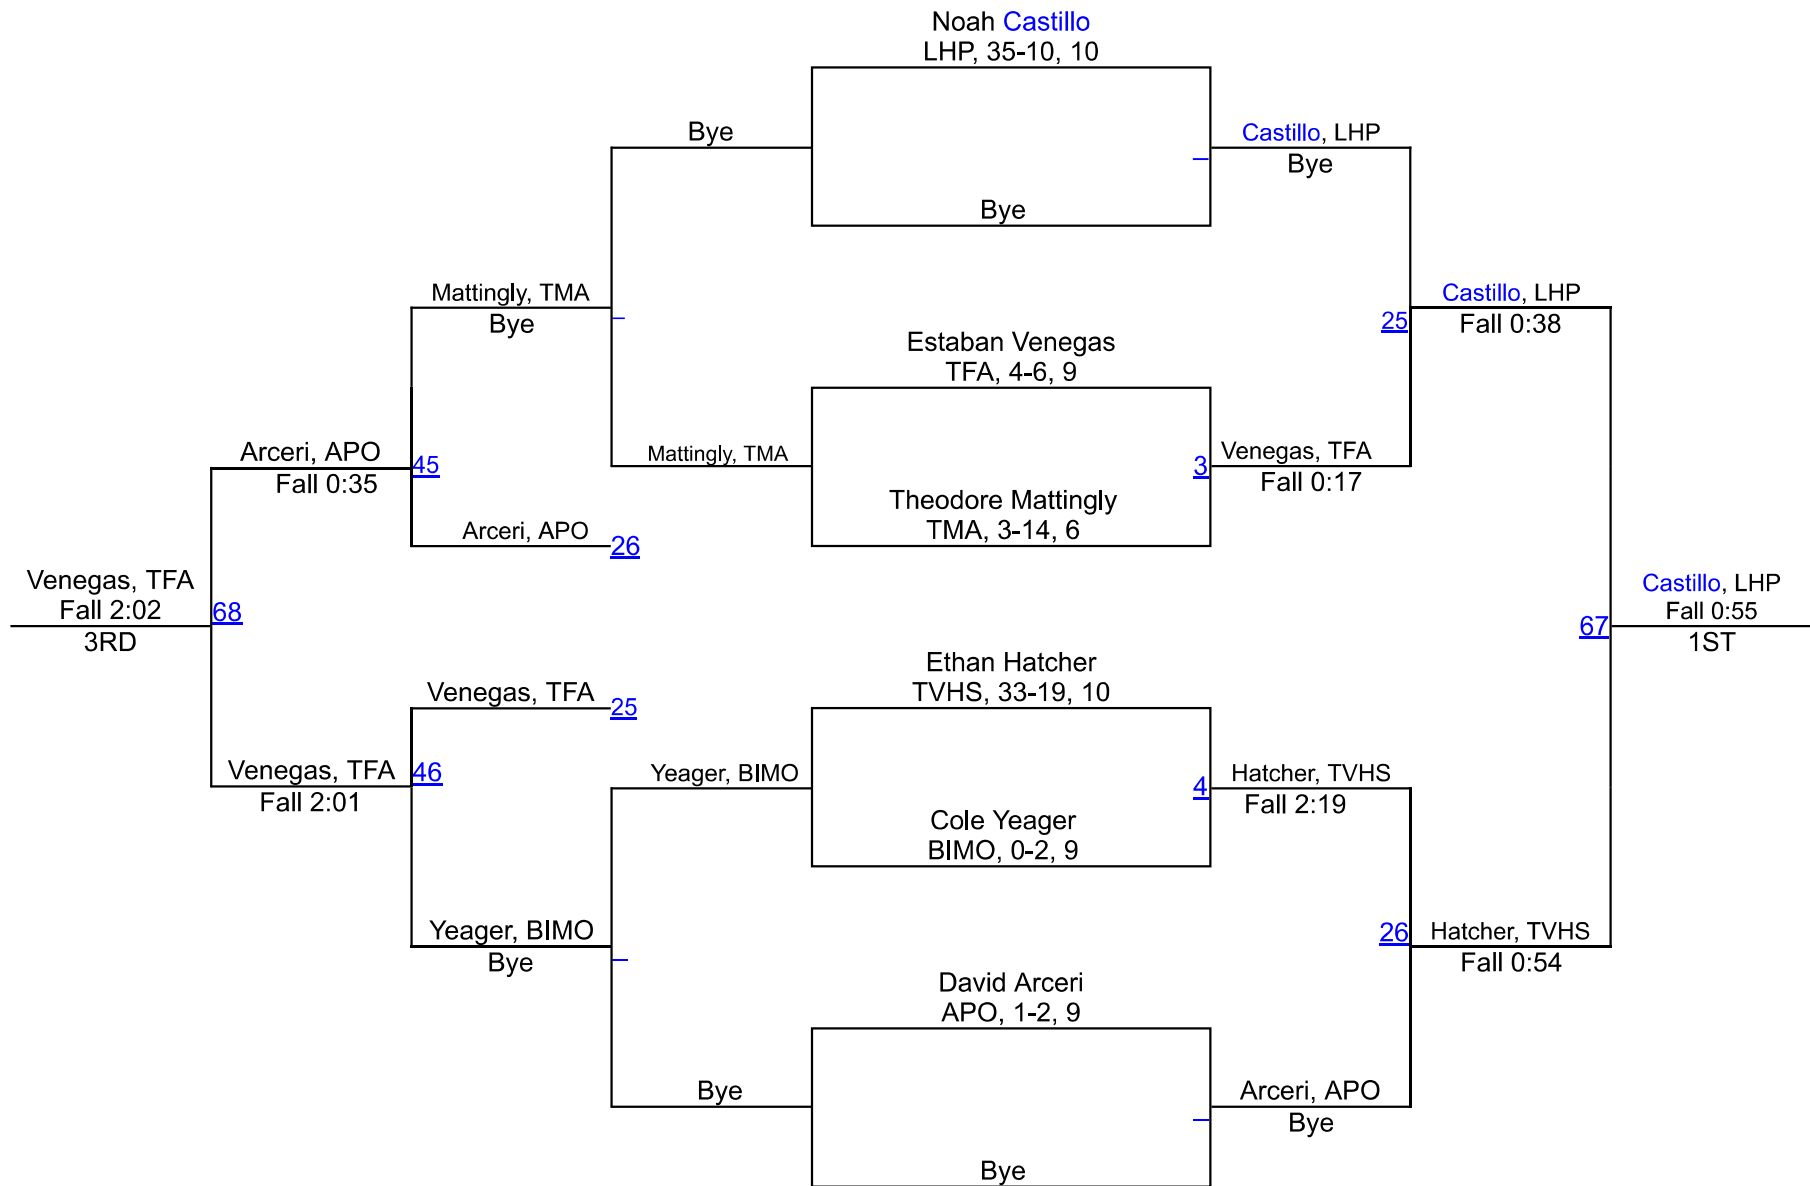 Noah Castillo
LHP, 35-10, 10
Bye
Castillo, LHP
Bye
Bye
Mattingly, TMA
Bye
Castillo, LHP
25
Fall 0:38
Estaban Venegas
TFA, 4-6, 9
Arceri, APO
45
Fall 0:35
Mattingly, TMA
3
Venegas, TFA
Fall 0:17
Theodore Mattingly
TMA, 3-14, 6
Arceri, APO
26
Venegas, TFA
Fall 2:02
68
3RD
Castillo, LHP
Fall 0:55
67
1ST
Ethan Hatcher
TVHS, 33-19, 10
Venegas, TFA
25
Venegas, TFA
46
Fall 2:01
Yeager, BIMO
4
Hatcher, TVHS
Fall 2:19
Cole Yeager
BIMO, 0-2, 9
Yeager, BIMO
Bye
26
Hatcher, TVHS
Fall 0:54
David Arceri
APO, 1-2, 9
Bye
Arceri, APO
Bye
Bye